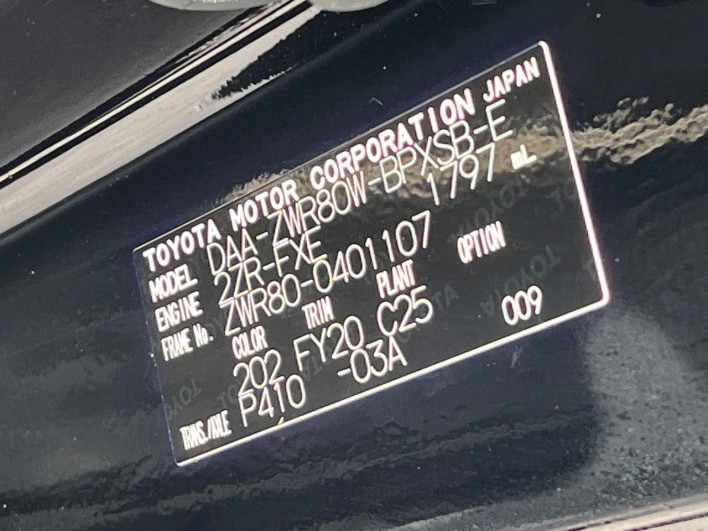 TOYOTA MOTOR CORPORATION JAPAN
MODEL DAA-ZWR80W-BPXSB-E
ENGINE 2ZR-FXE 1797 mL
FRAME No. ZWR80-0401107
COLOR TRIM PLANT OPTION
202 FY20 C25
TRANS./AXLE P410 -03A 009